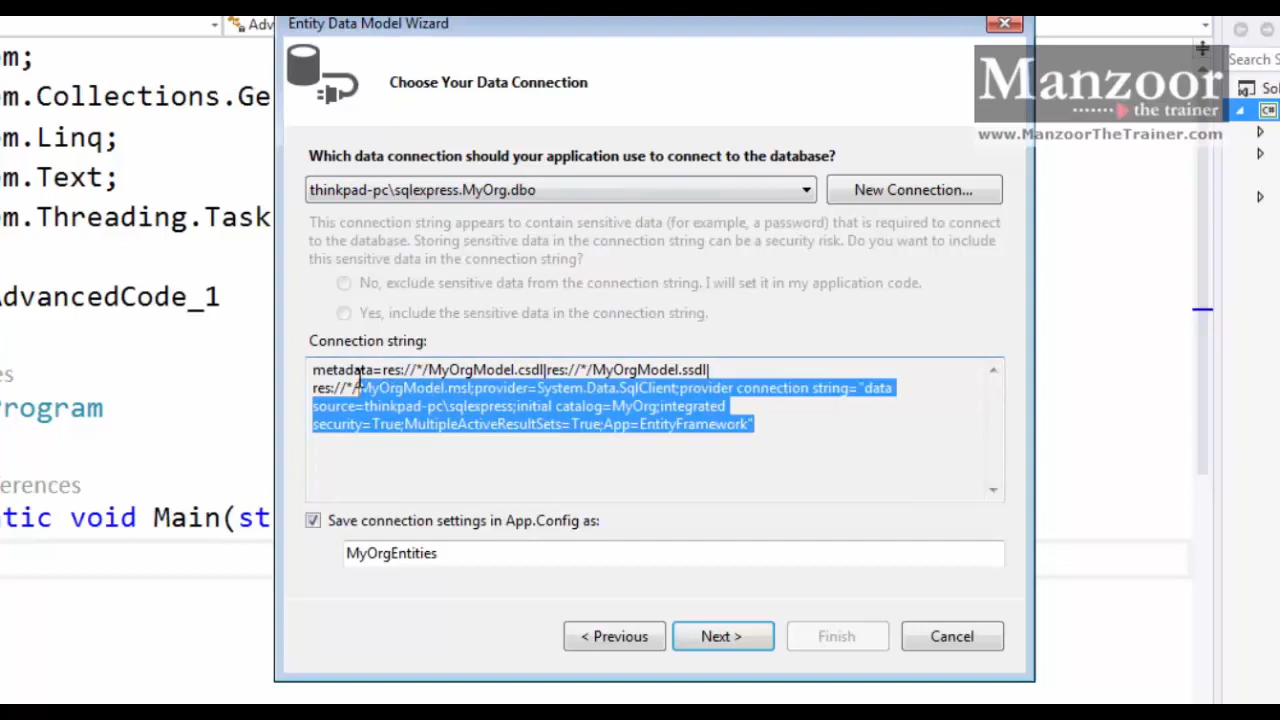 Adv
Entity Data Model Wizard
Manzoor
the trainer
www.ManzoorTheTrainer.com
Search S
Sol
C#
m;
m.Collections.Ge
m.Linq;
m.Text;
m.Threading.Task
AdvancedCode_1
es
Program
erences
tic void Main(st
Choose Your Data Connection
Which data connection should your application use to connect to the database?
thinkpad-pc\sqlexpress.MyOrg.dbo
New Connection...
This connection string appears to contain sensitive data (for example, a password) that is required to connect
to the database. Storing sensitive data in the connection string can be a security risk. Do you want to include
this sensitive data in the connection string?
No, exclude sensitive data from the connection string. I will set it in my application code.
Yes, include the sensitive data in the connection string.
Connection string:
metadata=res://*/MyOrgModel.csdl|res://*/MyOrgModel.ssdl|
res://*/MyOrgModel.msl;provider=System.Data.SqlClient;provider connection string="data
source=thinkpad-pc\sqlexpress;initial catalog=MyOrg;integrated
security=True;MultipleActiveResultSets=True;App=EntityFramework"
Save connection settings in App.Config as:
MyOrgEntities
< Previous
Next >
Finish
Cancel